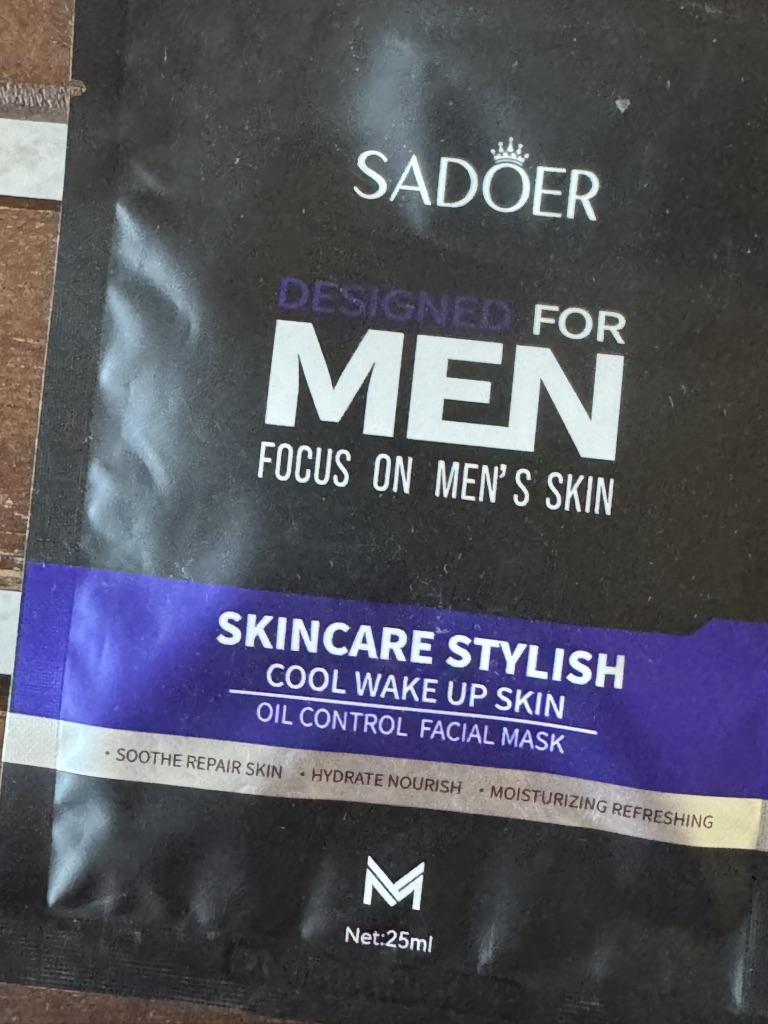 SADOER
DESIGNED FOR
MEN
FOCUS ON MEN'S SKIN
SKINCARE STYLISH
COOL WAKE UP SKIN
OIL CONTROL FACIAL MASK
• SOOTHE REPAIR SKIN • HYDRATE NOURISH • MOISTURIZING REFRESHING
M
Net:25ml